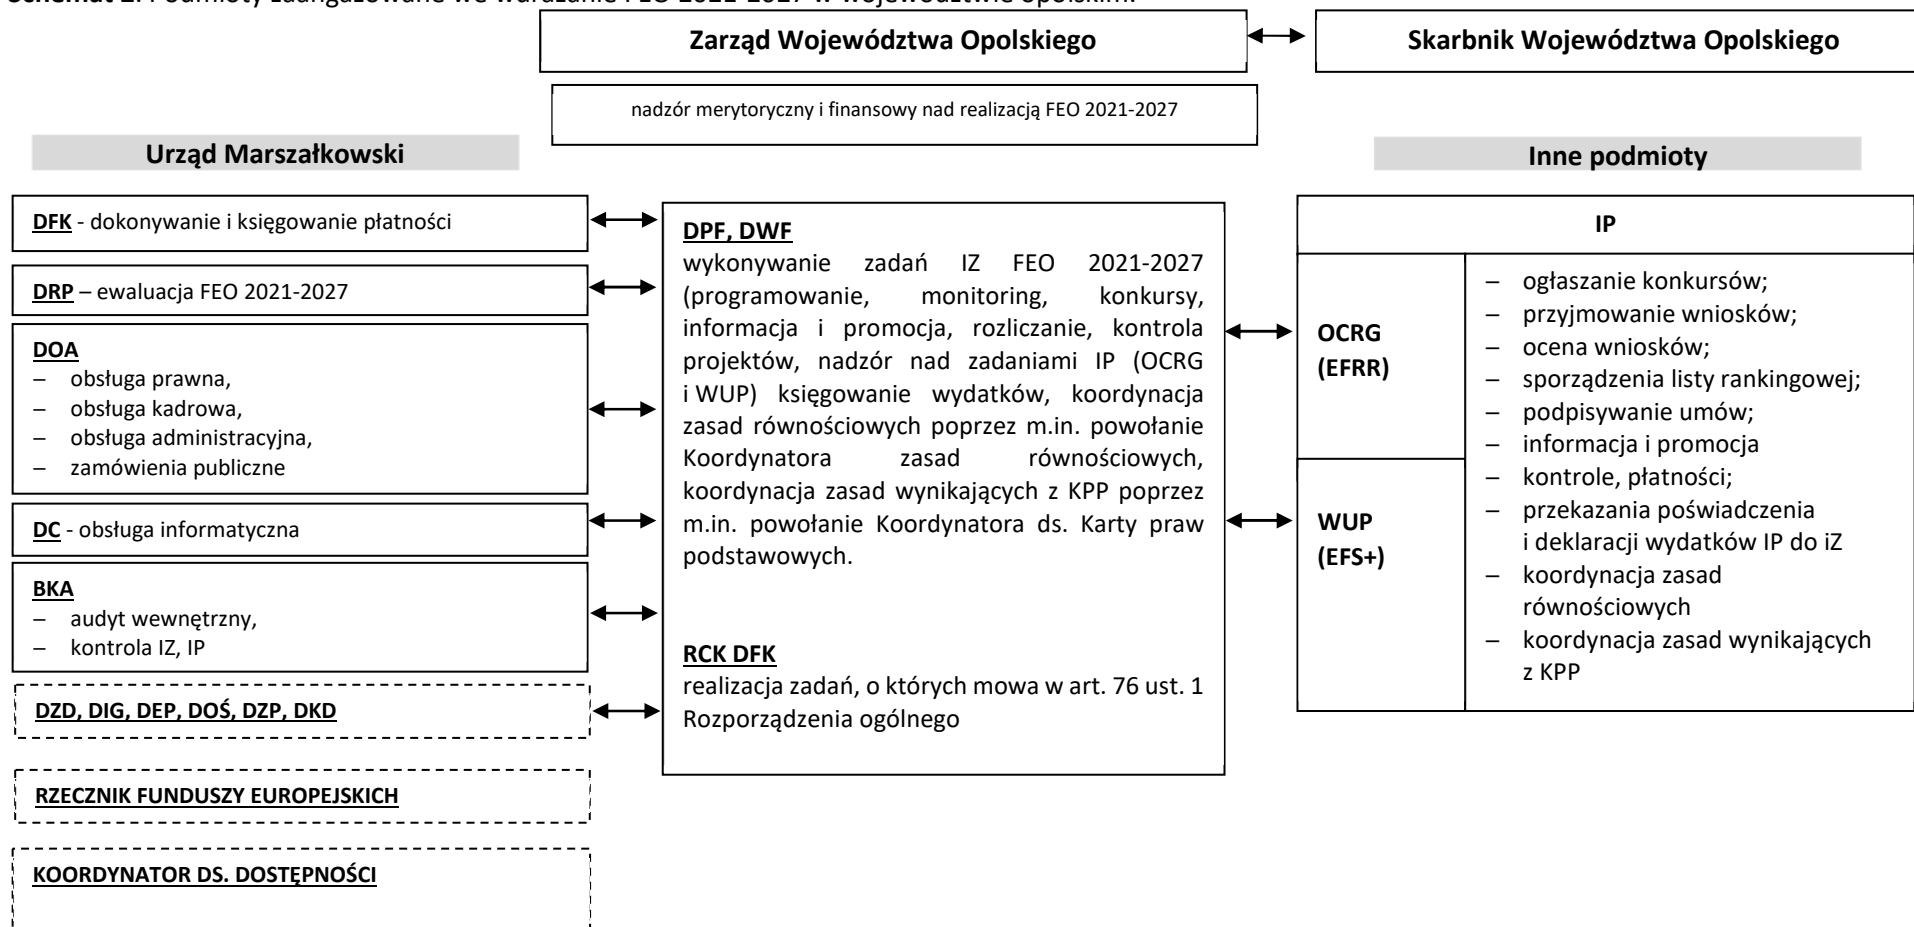 Zarząd Województwa Opolskiego
Skarbnik Województwa Opolskiego
nadzór merytoryczny i finansowy nad realizacją FEO 2021-2027
Urząd Marszałkowski
Inne podmioty
DFK - dokonywanie i księgowanie płatności
DRP – ewaluacja FEO 2021-2027
DOA
– obsługa prawna,
– obsługa kadrowa,
– obsługa administracyjna,
– zamówienia publiczne
DC - obsługa informatyczna
BKA
– audyt wewnętrzny,
– kontrola IZ, IP
DZD, DIG, DEP, DOŚ, DZP, DKD
RZECZNIK FUNDUSZY EUROPEJSKICH
KOORDYNATOR DS. DOSTĘPNOŚCI
DPF, DWF
wykonywanie zadań IZ FEO 2021-2027
(programowanie, monitoring, konkursy,
informacja i promocja, rozliczanie, kontrola
projektów, nadzór nad zadaniami IP (OCRG
i WUP) księgowanie wydatków, koordynacja
zasad równościowych poprzez m.in. powołanie
Koordynatora zasad równościowych,
koordynacja zasad wynikających z KPP poprzez
m.in. powołanie Koordynatora ds. Karty praw
podstawowych.
RCK DFK
realizacja zadań, o których mowa w art. 76 ust. 1
Rozporządzenia ogólnego
IP
OCRG
(EFRR)
WUP
(EFS+)
– ogłaszanie konkursów;
– przyjmowanie wniosków;
– ocena wniosków;
– sporządzenia listy rankingowej;
– podpisywanie umów;
– informacja i promocja
– kontrole, płatności;
– przekazania poświadczenia
i deklaracji wydatków IP do iZ
– koordynacja zasad
równościowych
– koordynacja zasad wynikających
z KPP